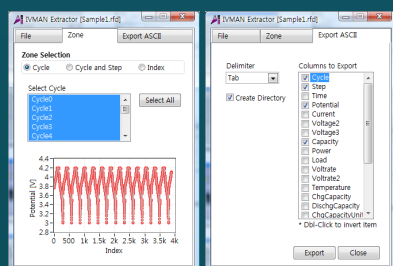 IVMAN Extractor [Sample1.rfd]
File Zone Export ASCII
Zone Selection
Cycle Cycle and Step Index
Select Cycle
Cycle0
Cycle1
Cycle2
Cycle3
Cycle4
Select All
4.4
4.2
4
3.8
3.6
3.4
3.2
3
2.8
Potential [V]
0 500 1k 1.5k 2k 2.5k 3k 3.5k 4k
Index
IVMAN Extractor [Sample1.rfd]
File Zone Export ASCII
Delimiter
Tab
Create Directory
Columns to Export
Cycle
Step
Time
Potential
Current
Voltage2
Voltage3
Capacity
Power
Load
Voltrate
Voltrate2
Temperature
ChgCapacity
DischgCapacity
ChgCapacityUnit
* Dbl-Click to invert item
Export Close